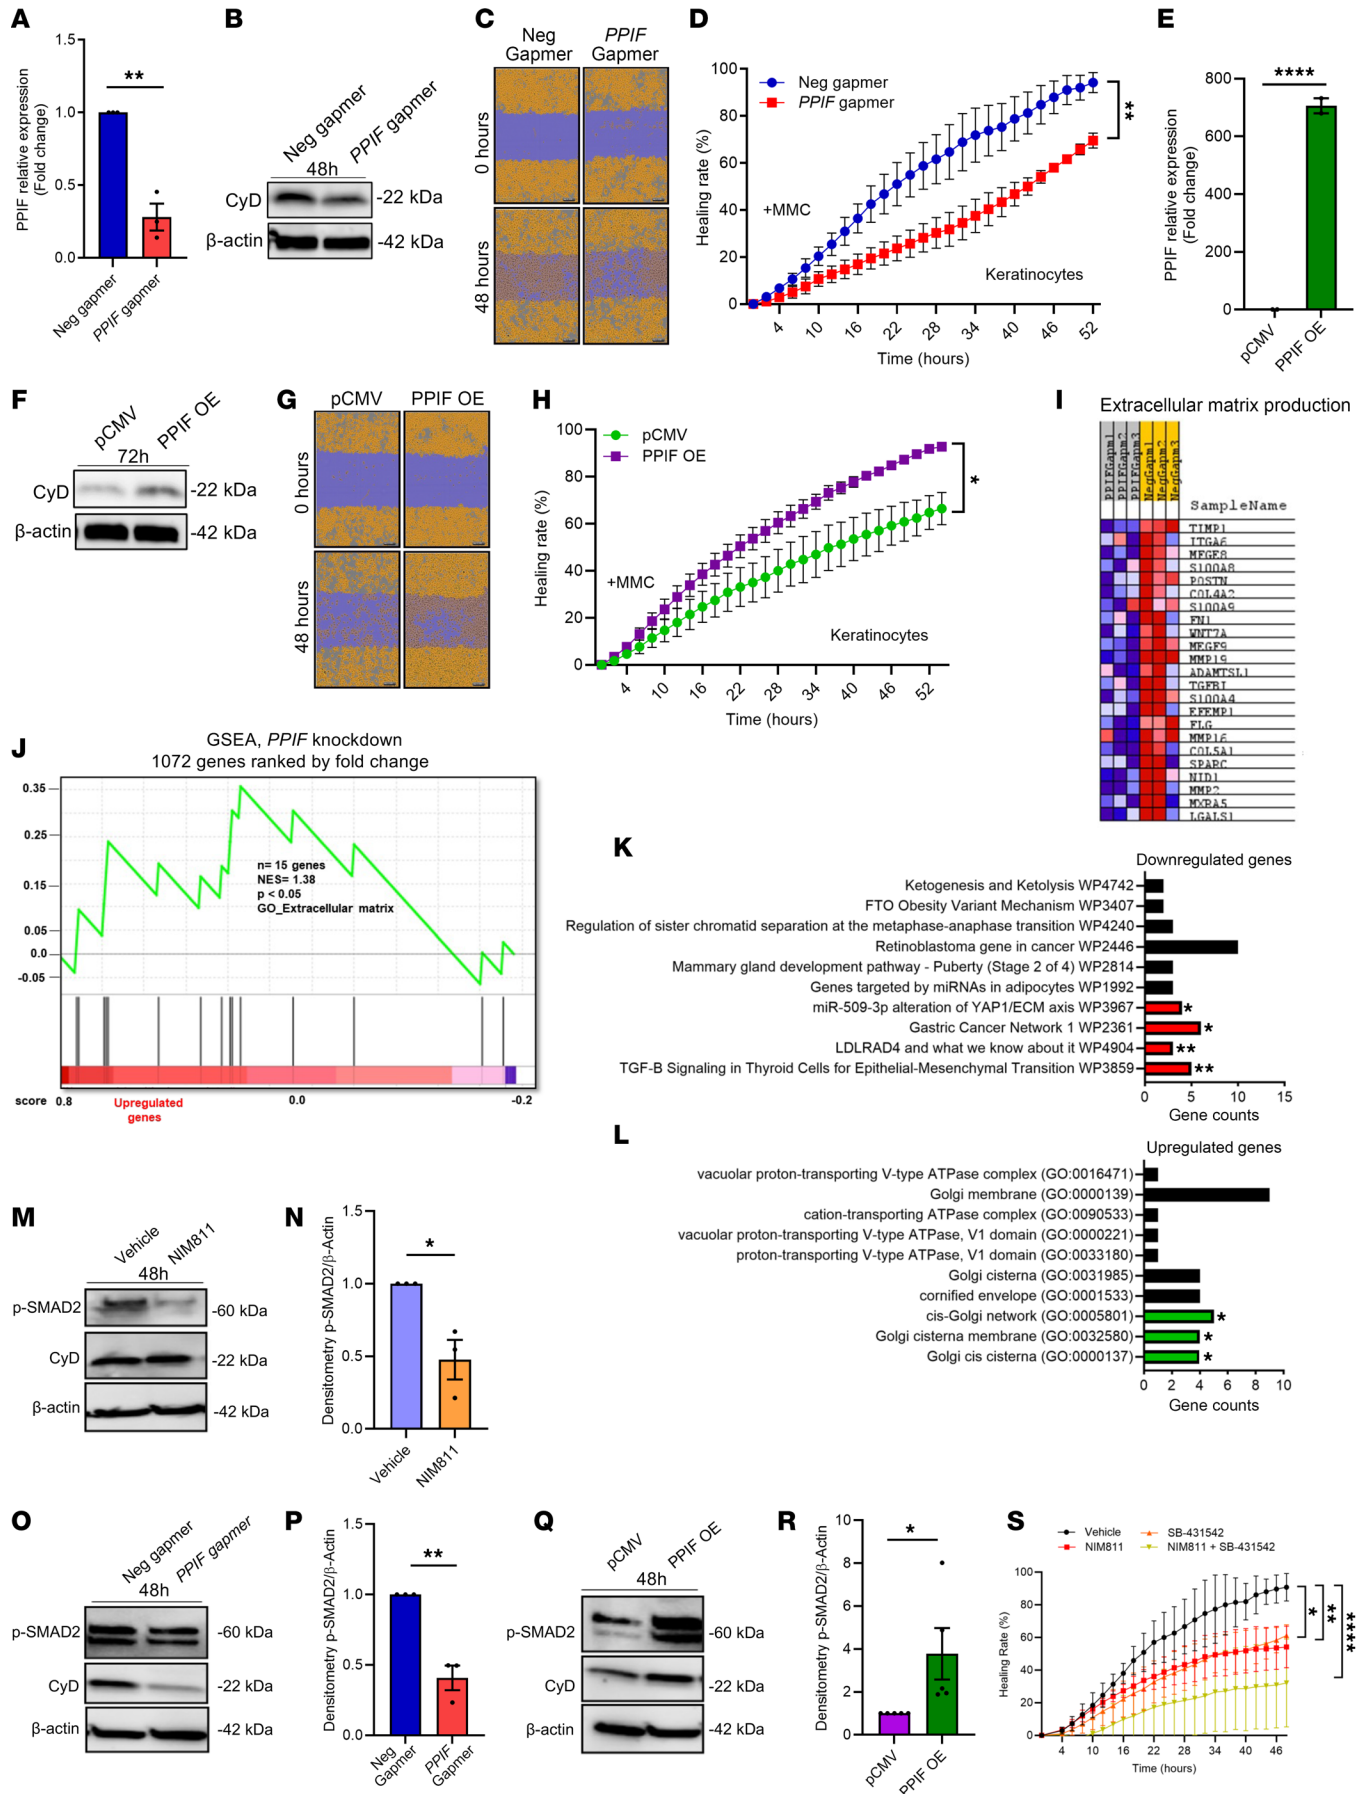 A
1.5
1.0
0.5
0.0
PPIF relative expression
(Fold change)
**
Neg gapmer
PPIF gapmer
B
Neg gapmer
PPIF gapmer
48h
CyD
-22 kDa
β-actin
-42 kDa
C
Neg
Gapmer
PPIF
Gapmer
0 hours
48 hours
D
Healing rate (%)
100
80
60
40
20
0
Neg gapmer
PPIF gapmer
+MMC
Keratinocytes
**
4 10 16 22 28 34 40 46 52
Time (hours)
E
PPIF relative expression
(Fold change)
800
600
400
200
0
****
pCMV
PPIF OE
F
pCMV
PPIF OE
72h
CyD
-22 kDa
β-actin
-42 kDa
G
pCMV
PPIF OE
0 hours
48 hours
H
Healing rate (%)
100
80
60
40
20
0
pCMV
PPIF OE
+MMC
Keratinocytes
*
4 10 16 22 28 34 40 46 52
Time (hours)
I
Extracellular matrix production
PPIFGapm1
PPIFGapm2
PPIFGapm3
NegGapm1
NegGapm2
NegGapm3
SampleName
TIMP1
ITGA6
MFGE8
S100A8
POSTN
COL4A2
S100A9
FN1
WNT7A
MEGF9
MMP19
ADAMTSL1
TGFBI
S100A4
EFEMP1
FLG
MMP16
COL5A1
SPARC
NID1
MMP2
MXRA5
LGALS1
J
GSEA, PPIF knockdown
1072 genes ranked by fold change
0.35
0.25
0.15
0.05
0.0
-0.05
n= 15 genes
NES= 1.38
p < 0.05
GO_Extracellular matrix
score 0.8
Upregulated
genes
0.0
-0.2
K
Downregulated genes
Ketogenesis and Ketolysis WP4742
FTO Obesity Variant Mechanism WP3407
Regulation of sister chromatid separation at the metaphase-anaphase transition WP4240
Retinoblastoma gene in cancer WP2446
Mammary gland development pathway - Puberty (Stage 2 of 4) WP2814
Genes targeted by miRNAs in adipocytes WP1992
miR-509-3p alteration of YAP1/ECM axis WP3967 *
Gastric Cancer Network 1 WP2361 *
LDLRAD4 and what we know about it WP4904 **
TGF-B Signaling in Thyroid Cells for Epithelial-Mesenchymal Transition WP3859 **
0 5 10 15
Gene counts
L
Upregulated genes
vacuolar proton-transporting V-type ATPase complex (GO:0016471)
Golgi membrane (GO:0000139)
cation-transporting ATPase complex (GO:0090533)
vacuolar proton-transporting V-type ATPase, V1 domain (GO:0000221)
proton-transporting V-type ATPase, V1 domain (GO:0033180)
Golgi cisterna (GO:0031985)
cornified envelope (GO:0001533)
cis-Golgi network (GO:0005801) *
Golgi cisterna membrane (GO:0032580) *
Golgi cis cisterna (GO:0000137) *
0 2 4 6 8 10
Gene counts
M
Vehicle
NIM811
48h
p-SMAD2
-60 kDa
CyD
-22 kDa
β-actin
-42 kDa
N
Densitometry p-SMAD2/β-Actin
1.5
1.0
0.5
0.0
*
Vehicle
NIM811
O
Neg gapmer
PPIF gapmer
48h
p-SMAD2
-60 kDa
CyD
-22 kDa
β-actin
-42 kDa
P
Densitometry p-SMAD2/β-Actin
1.5
1.0
0.5
0.0
**
Neg
Gapmer
PPIF
Gapmer
Q
pCMV
PPIF OE
48h
p-SMAD2
-60 kDa
CyD
-22 kDa
β-actin
-42 kDa
R
Densitometry p-SMAD2/β-Actin
10
8
6
4
2
0
*
pCMV
PPIF OE
S
Vehicle
NIM811
SB-431542
NIM811 + SB-431542
Healing Rate (%)
100
80
60
40
20
0
*
**
****
4 10 16 22 28 34 40 46
Time (hours)